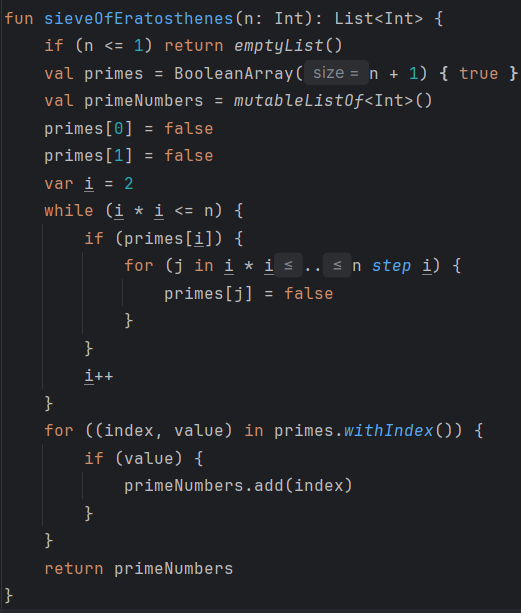 fun sieveOfEratosthenes(n: Int): List<Int> {
    if (n <= 1) return emptyList()
    val primes = BooleanArray( size = n + 1) { true }
    val primeNumbers = mutableListOf<Int>()
    primes[0] = false
    primes[1] = false
    var i = 2
    while (i * i <= n) {
        if (primes[i]) {
            for (j in i * i ≤ .. ≤ n step i) {
                primes[j] = false
            }
        }
        i++
    }
    for ((index, value) in primes.withIndex()) {
        if (value) {
            primeNumbers.add(index)
        }
    }
    return primeNumbers
}